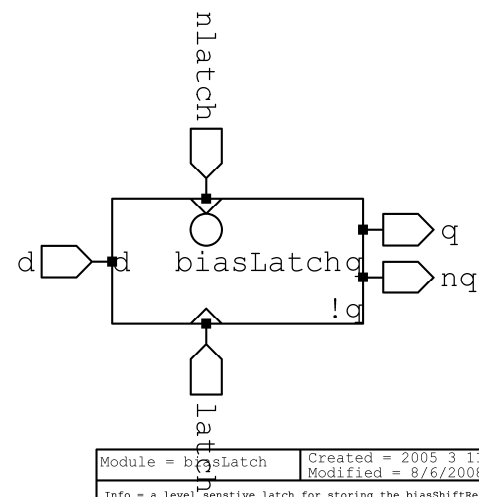 nlatch
d
d
biasLatch
q
q
nq
!q
latch
Module = biasLatch
Created = 2005 3 17
Modified = 8/6/2008
Info = a level senstive latch for storing the biasShiftRe